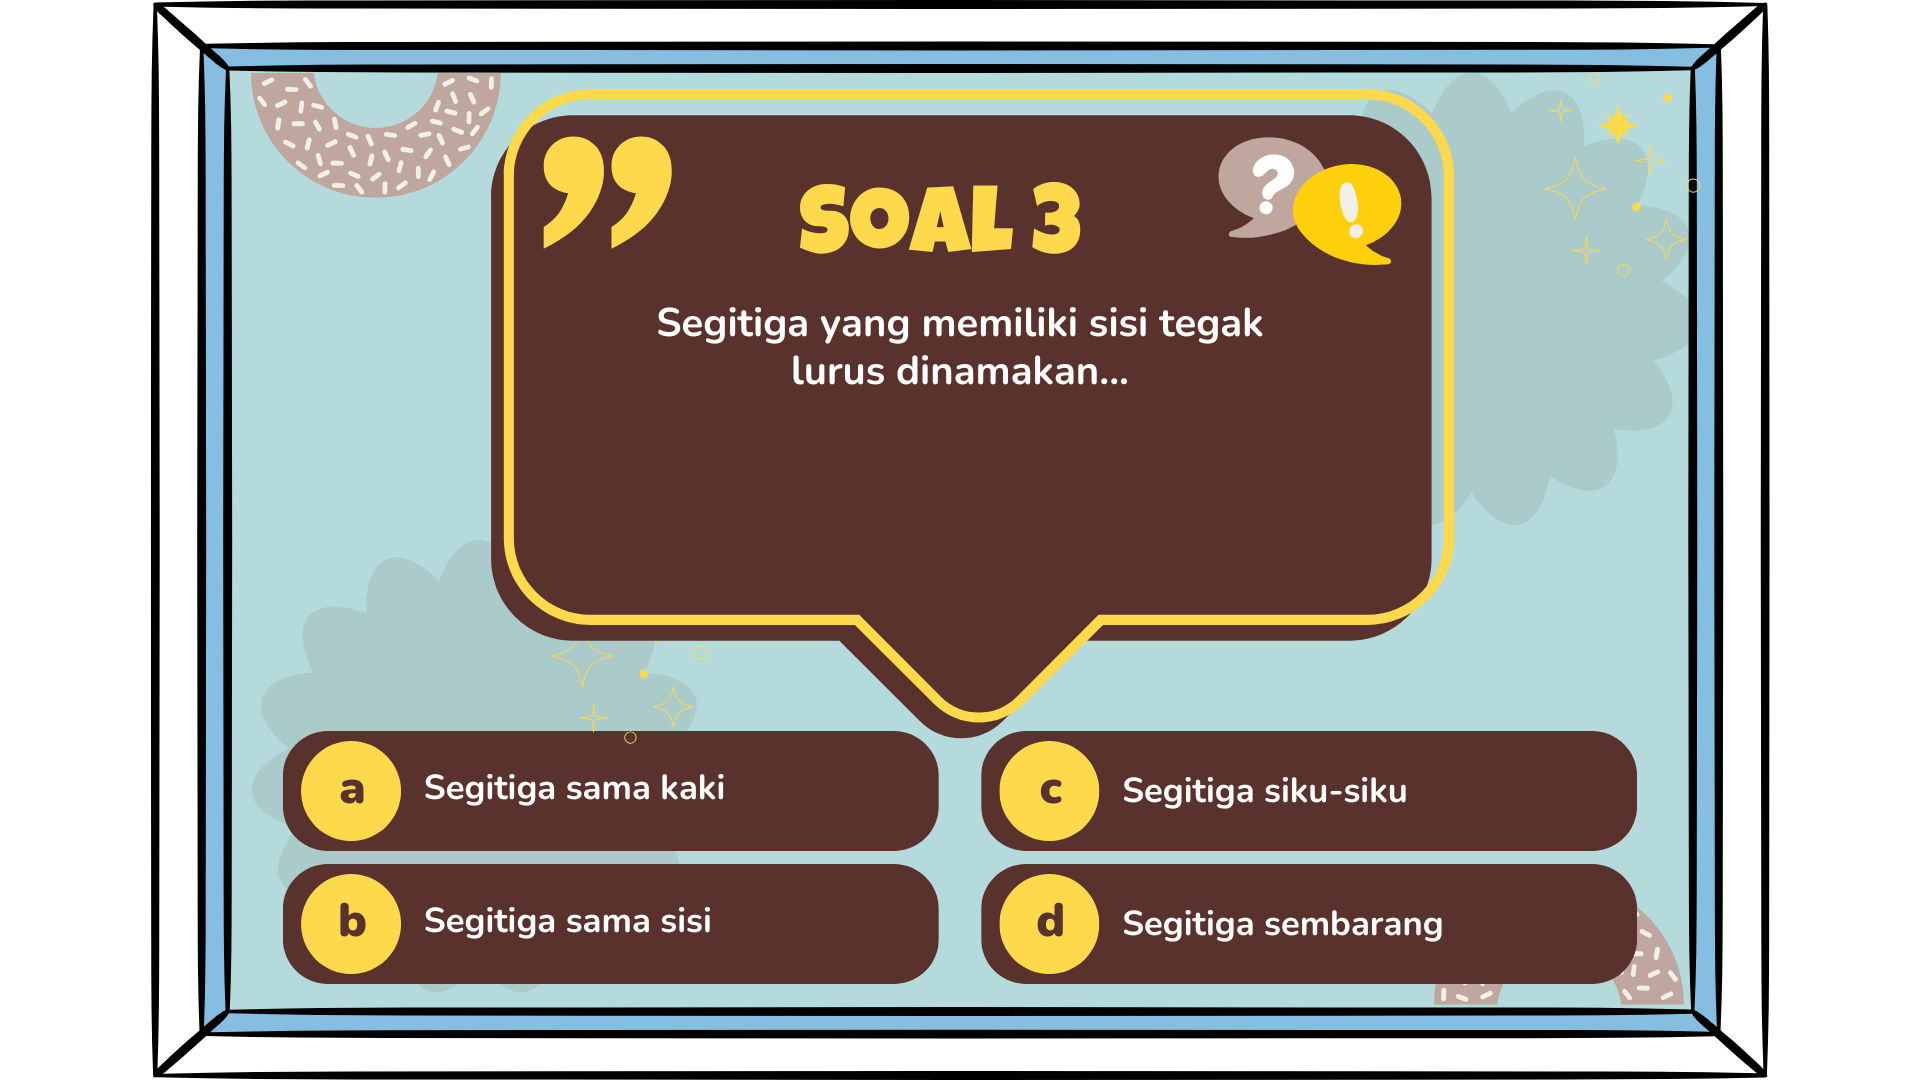 SOAL 3
Segitiga yang memiliki sisi tegak
lurus dinamakan...
a Segitiga sama kaki
b Segitiga sama sisi
c Segitiga siku-siku
d Segitiga sembarang